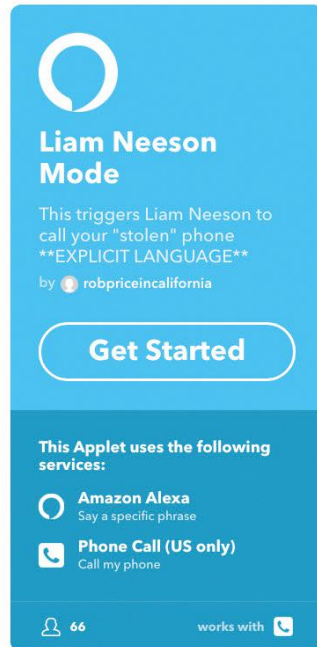 Liam Neeson
Mode
This triggers Liam Neeson to
call your "stolen" phone
**EXPLICIT LANGUAGE**
by robpriceincalifornia
Get Started
This Applet uses the following
services:
Amazon Alexa
Say a specific phrase
Phone Call (US only)
Call my phone
66 works with